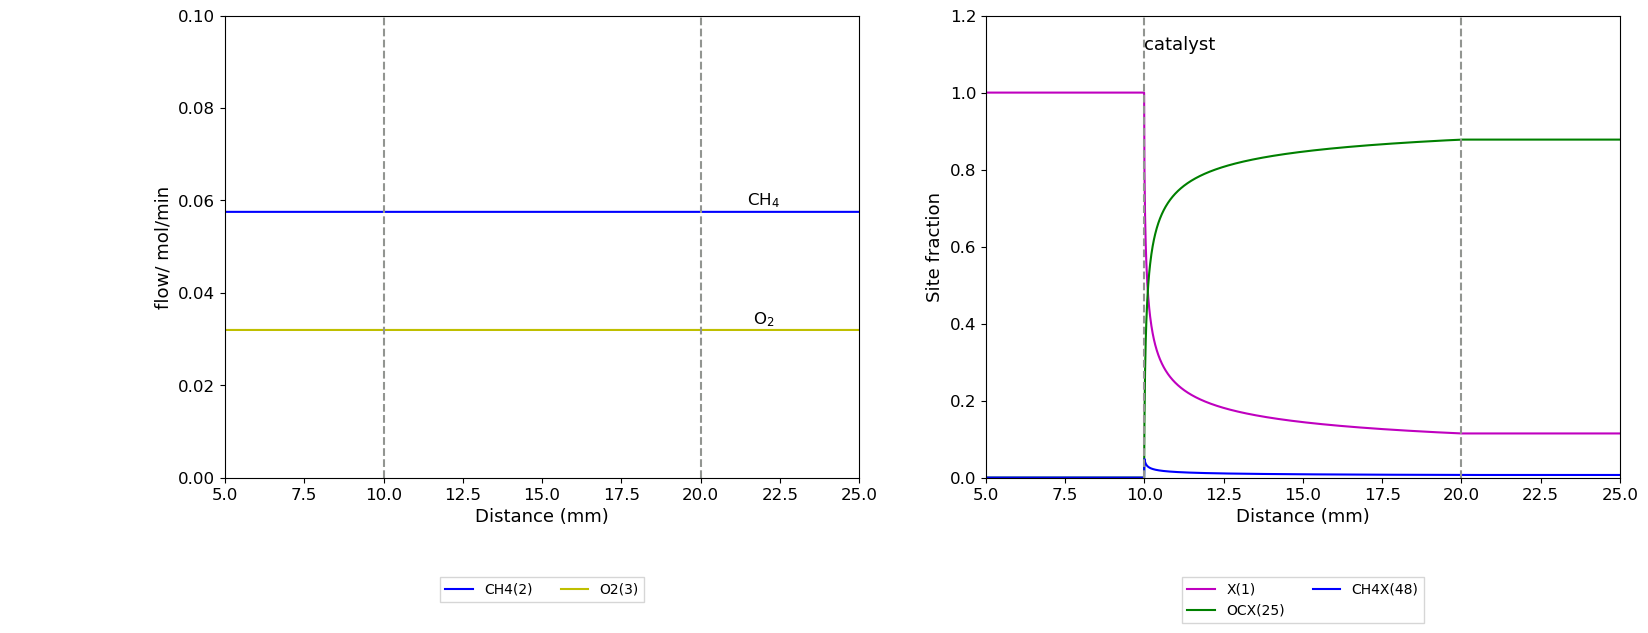 0.10
0.08
0.06
0.04
0.02
0.00
flow/ mol/min
CH₄
O₂
5.0 7.5 10.0 12.5 15.0 17.5 20.0 22.5 25.0
Distance (mm)
CH4(2) O2(3)
1.2
1.0
0.8
0.6
0.4
0.2
0.0
Site fraction
catalyst
5.0 7.5 10.0 12.5 15.0 17.5 20.0 22.5 25.0
Distance (mm)
X(1) CH4X(48)
OCX(25)